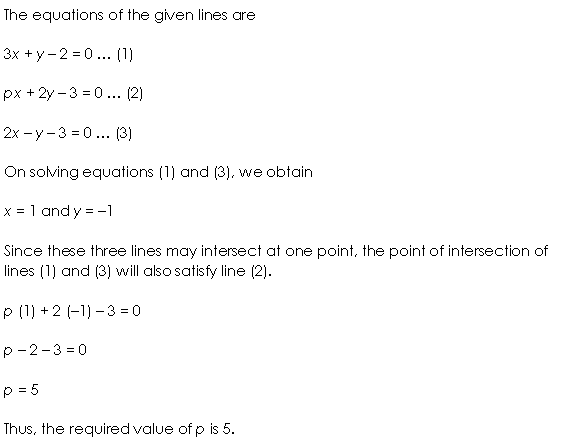 The equations of the given lines are
3x + y – 2 = 0 … (1)
px + 2y – 3 = 0 … (2)
2x – y – 3 = 0 … (3)
On solving equations (1) and (3), we obtain
x = 1 and y = –1
Since these three lines may intersect at one point, the point of intersection of
lines (1) and (3) will also satisfy line (2).
p (1) + 2 (–1) – 3 = 0
p – 2 – 3 = 0
p = 5
Thus, the required value of p is 5.